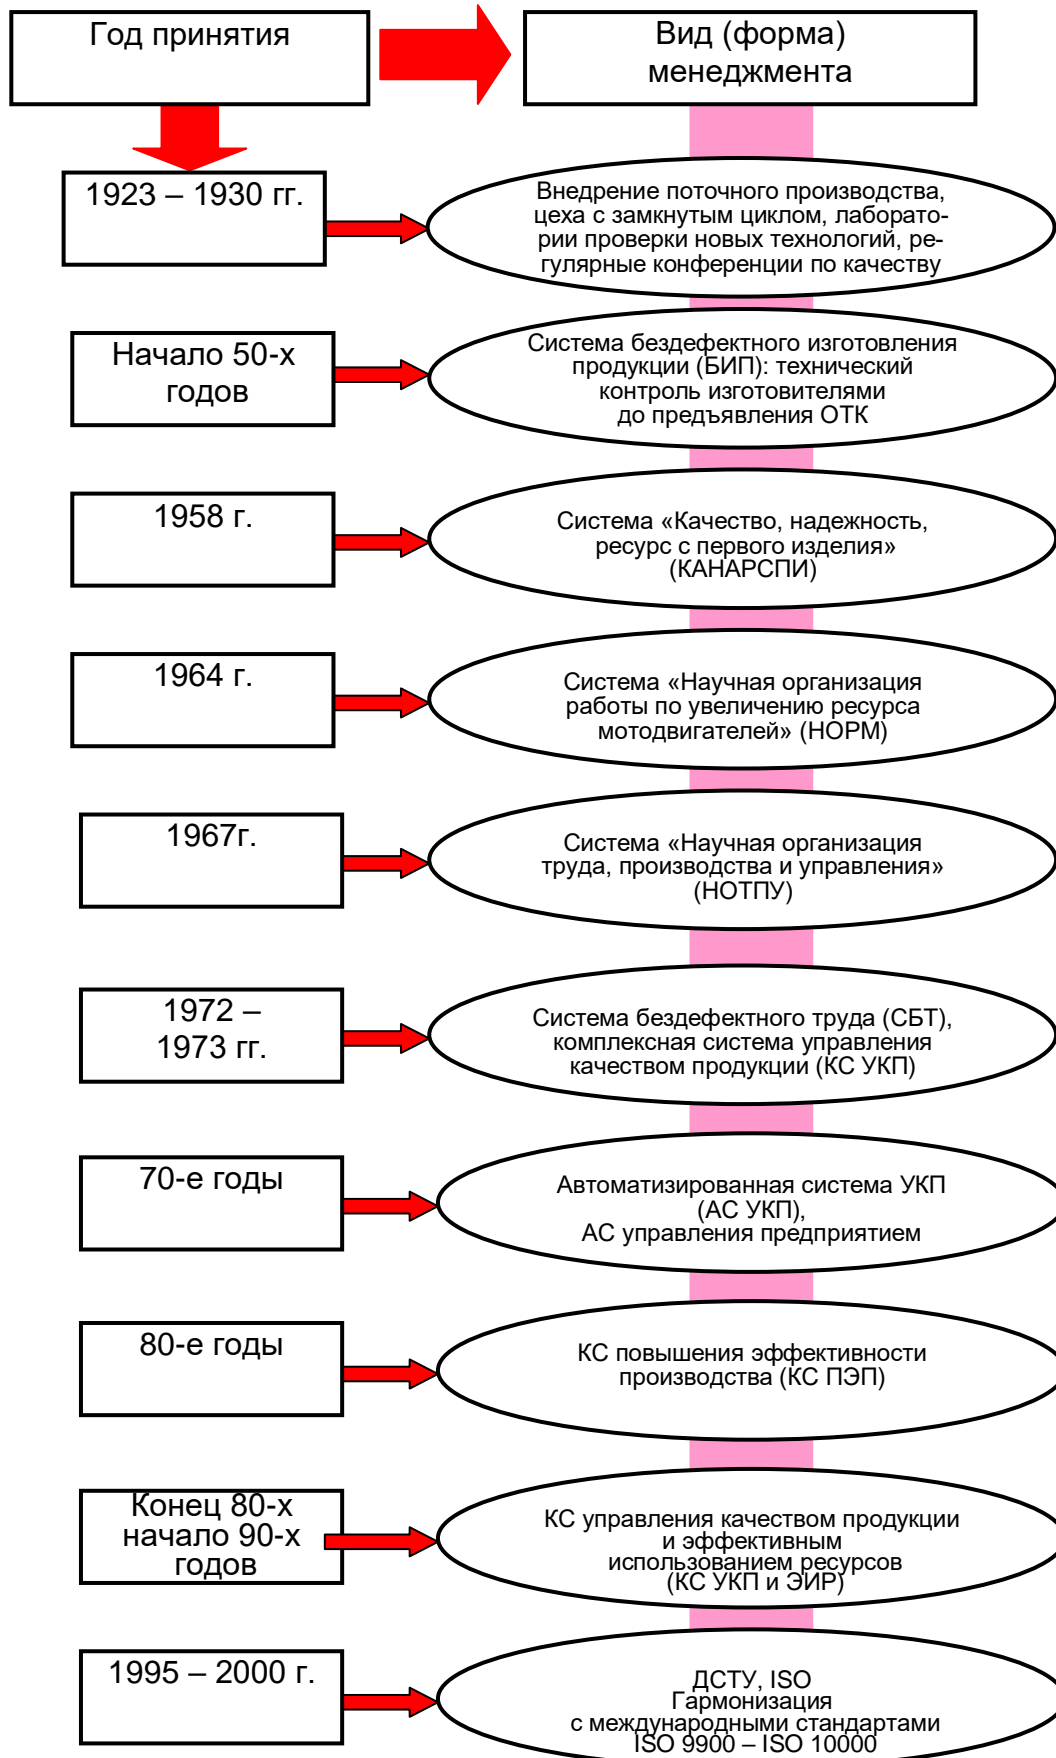 Год принятия
Вид (форма)
менеджмента
1923 – 1930 гг.
Внедрение поточного производства,
цеха с замкнутым циклом, лаборато-
рии проверки новых технологий, ре-
гулярные конференции по качеству
Начало 50-х
годов
Система бездефектного изготовления
продукции (БИП): технический
контроль изготовителями
до предъявления ОТК
1958 г.
Система «Качество, надежность,
ресурс с первого изделия»
(КАНАРСПИ)
1964 г.
Система «Научная организация
работы по увеличению ресурса
мотодвигателей» (НОРМ)
1967г.
Система «Научная организация
труда, производства и управления»
(НОТПУ)
1972 –
1973 гг.
Система бездефектного труда (СБТ),
комплексная система управления
качеством продукции (КС УКП)
70-е годы
Автоматизированная система УКП
(АС УКП),
АС управления предприятием
80-е годы
КС повышения эффективности
производства (КС ПЭП)
Конец 80-х
начало 90-х
годов
КС управления качеством продукции
и эффективным
использованием ресурсов
(КС УКП и ЭИР)
1995 – 2000 г.
ДСТУ, ISO
Гармонизация
с международными стандартами
ISO 9900 – ISO 10000